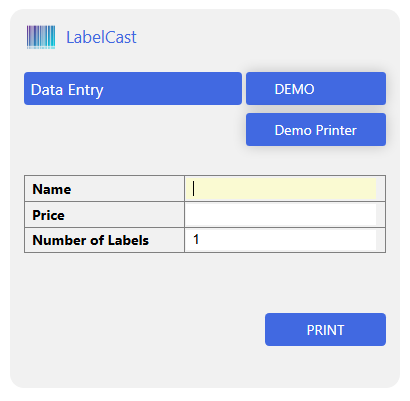 LabelCast
Data Entry
DEMO
Demo Printer
Name
Price
Number of Labels 1
PRINT